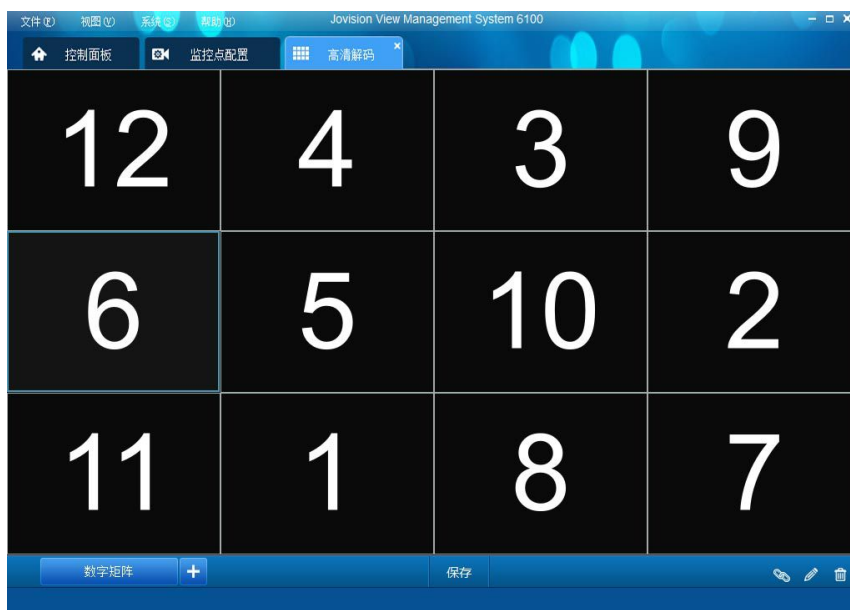 文件(F) 视图(V) 系统(S) 帮助(H) Jovision View Management System 6100
控制面板 监控点配置 高清解码
12 4 3 9
6 5 10 2
11 1 8 7
数字矩阵 + 保存